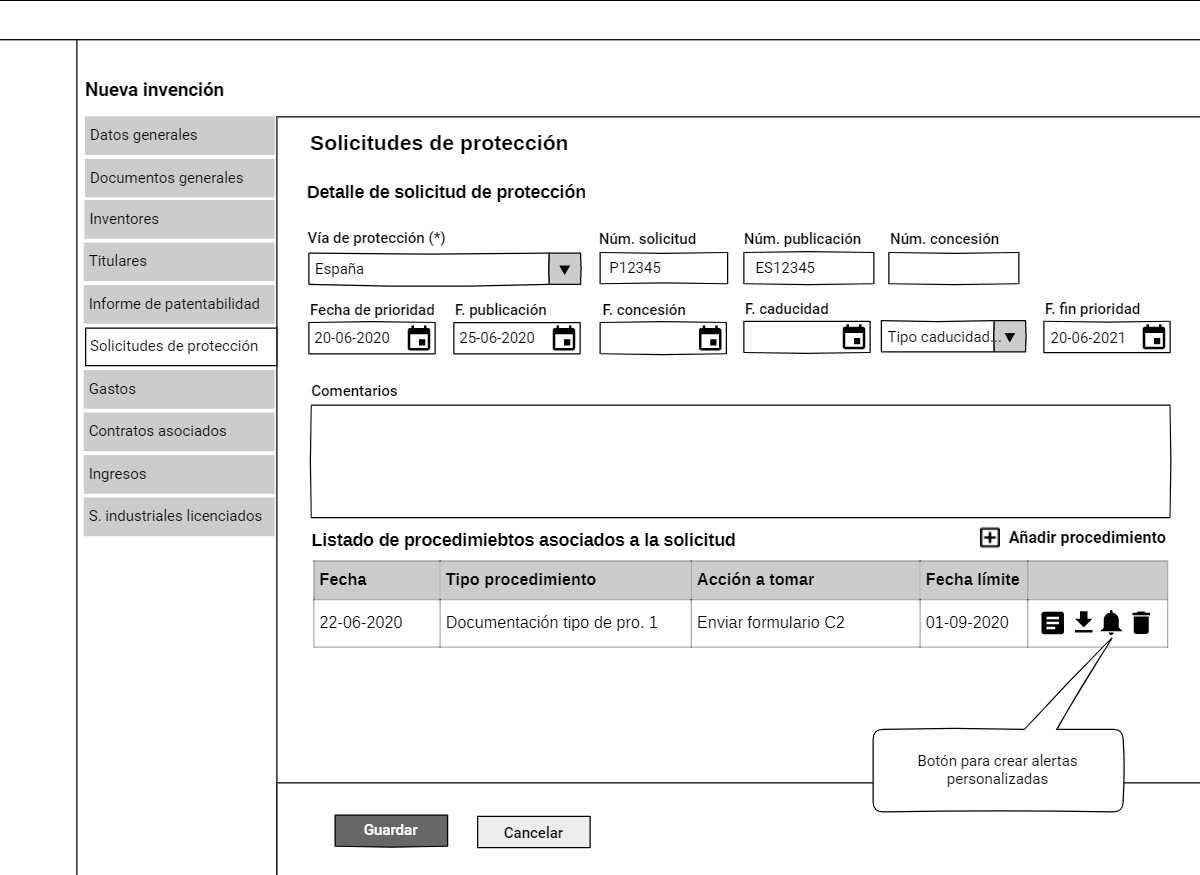 Nueva invención
Datos generales
Documentos generales
Inventores
Titulares
Informe de patentabilidad
Solicitudes de protección
Gastos
Contratos asociados
Ingresos
S. industriales licenciados
Solicitudes de protección
Detalle de solicitud de protección
Vía de protección (*)
Núm. solicitud
Núm. publicación
Núm. concesión
España
P12345
ES12345
Fecha de prioridad
F. publicación
F. concesión
F. caducidad
F. fin prioridad
20-06-2020
25-06-2020
Tipo caducidad...
20-06-2021
Comentarios
Listado de procedimiebtos asociados a la solicitud
Añadir procedimiento
Fecha
Tipo procedimiento
Acción a tomar
Fecha límite
22-06-2020
Documentación tipo de pro. 1
Enviar formulario C2
01-09-2020
Botón para crear alertas
personalizadas
Guardar
Cancelar